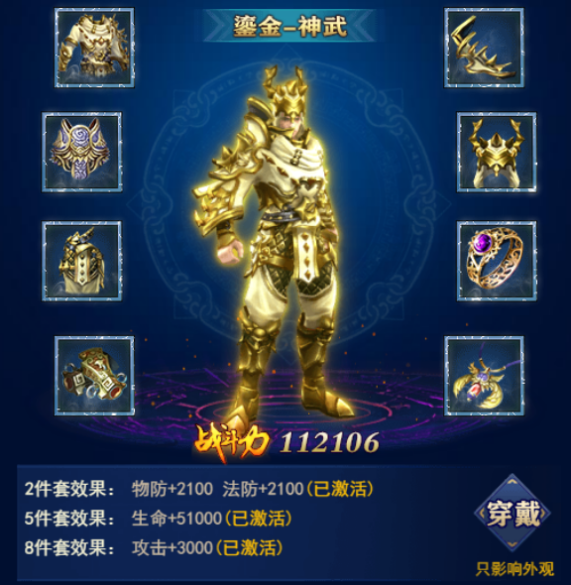 鎏金-神武
战斗力 112106
2件套效果： 物防+2100 法防+2100(已激活)
5件套效果： 生命+51000(已激活)
8件套效果： 攻击+3000(已激活)
穿戴
只影响外观